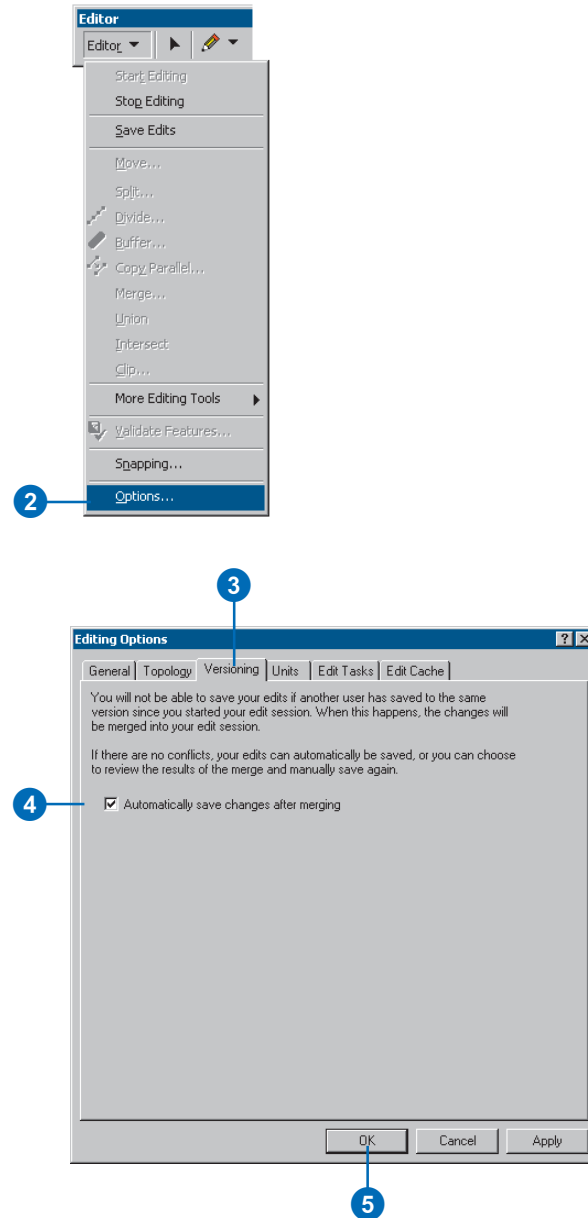 Editor
Editor
Start Editing
Stop Editing
Save Edits
Move...
Split...
Divide...
Buffer...
Copy Parallel...
Merge...
Union
Intersect
Clip...
More Editing Tools
Validate Features...
Snapping...
2
Options...
3
Editing Options
General Topology Versioning Units Edit Tasks Edit Cache
You will not be able to save your edits if another user has saved to the same
version since you started your edit session. When this happens, the changes will
be merged into your edit session.
If there are no conflicts, your edits can automatically be saved, or you can choose
to review the results of the merge and manually save again.
4
Automatically save changes after merging
OK Cancel Apply
5